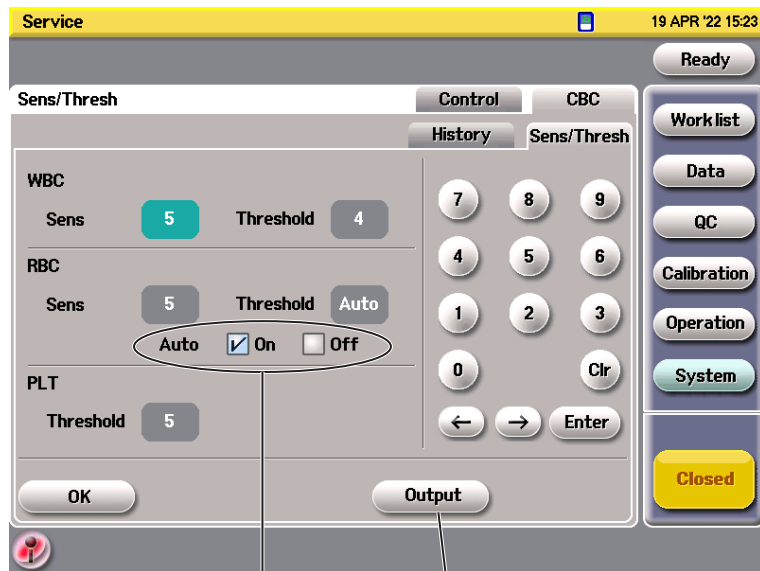 Service 19 APR '22 15:23
Ready
Sens/Thresh Control CBC
History Sens/Thresh
WBC
Sens 5 Threshold 4
RBC
Sens 5 Threshold Auto
Auto On Off
PLT
Threshold 5
7 8 9
4 5 6
1 2 3
0 Clr
← → Enter
OK Output
Work list
Data
QC
Calibration
Operation
System
Closed